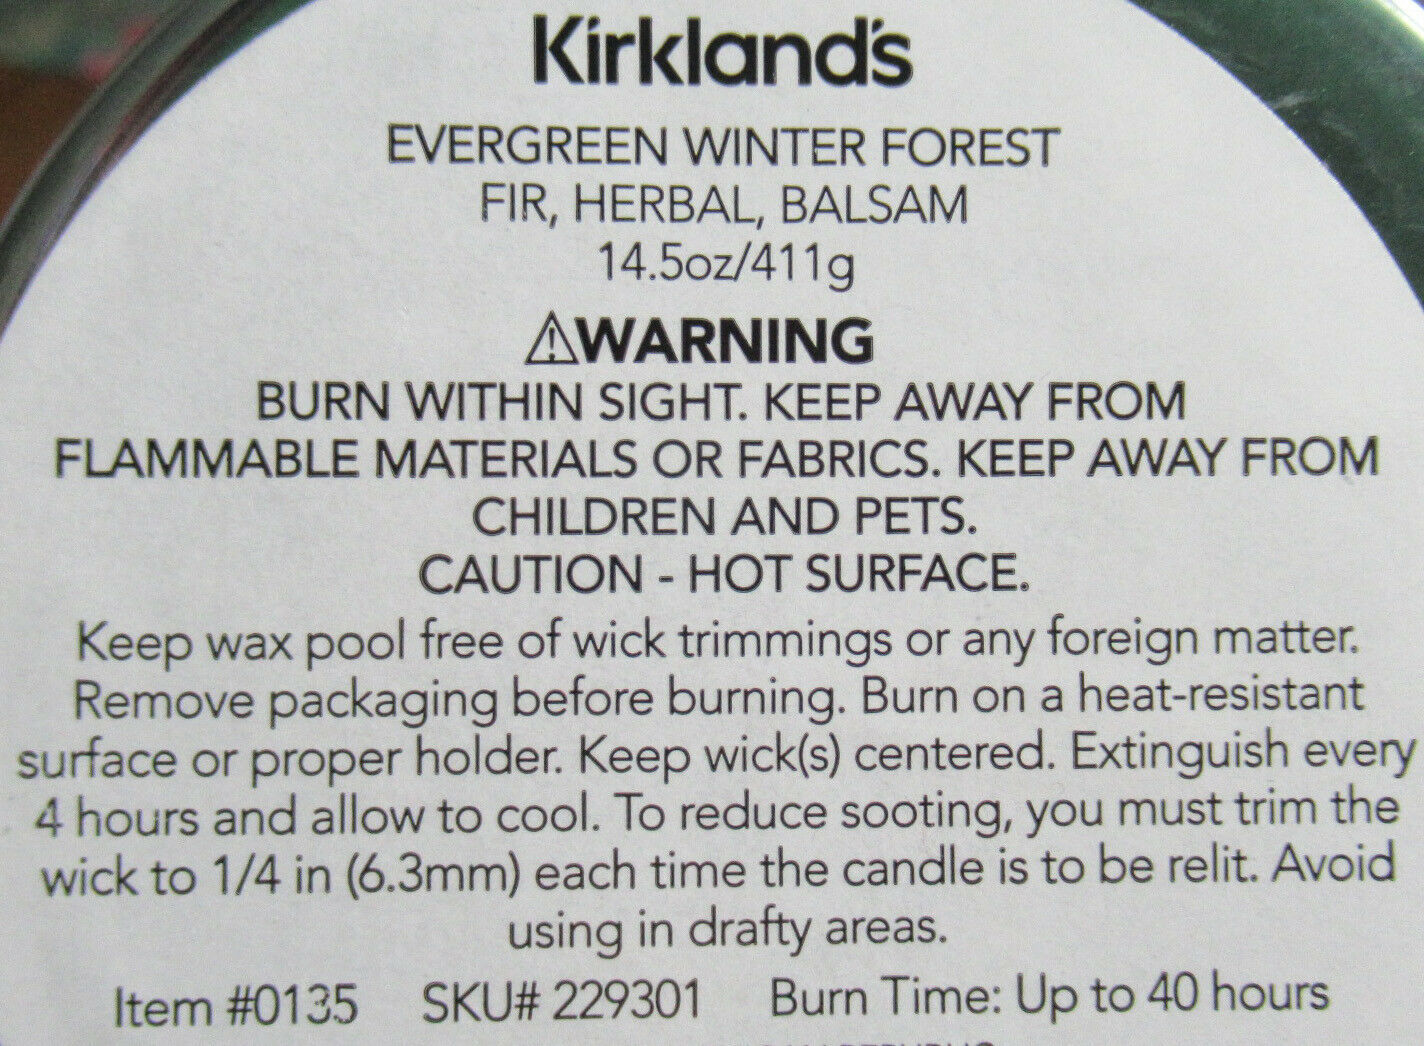 Kirkland's
EVERGREEN WINTER FOREST
FIR, HERBAL, BALSAM
14.5oz/411g
⚠WARNING
BURN WITHIN SIGHT. KEEP AWAY FROM
FLAMMABLE MATERIALS OR FABRICS. KEEP AWAY FROM
CHILDREN AND PETS.
CAUTION - HOT SURFACE.
Keep wax pool free of wick trimmings or any foreign matter.
Remove packaging before burning. Burn on a heat-resistant
surface or proper holder. Keep wick(s) centered. Extinguish every
4 hours and allow to cool. To reduce sooting, you must trim the
wick to 1/4 in (6.3mm) each time the candle is to be relit. Avoid
using in drafty areas.
Item #0135 SKU# 229301 Burn Time: Up to 40 hours